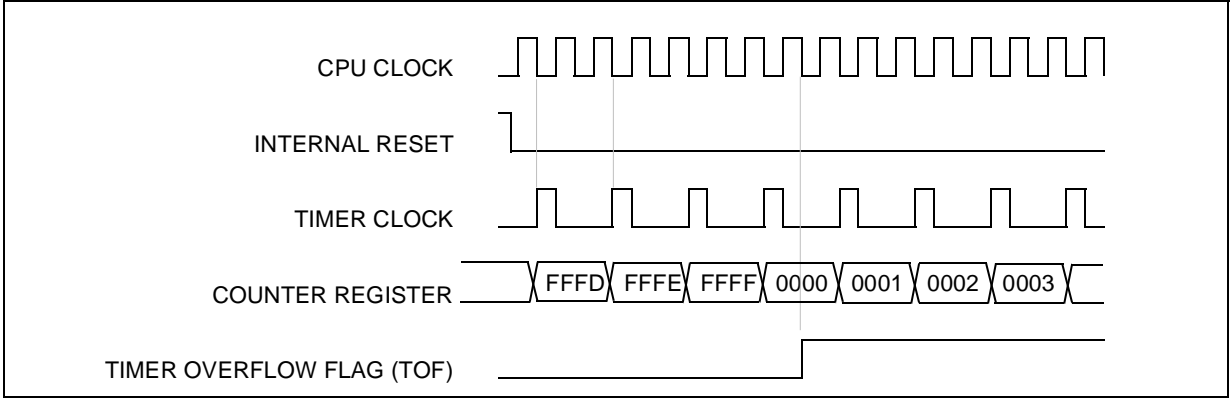 CPU CLOCK
INTERNAL RESET
TIMER CLOCK
COUNTER REGISTER FFFD FFFE FFFF 0000 0001 0002 0003
TIMER OVERFLOW FLAG (TOF)